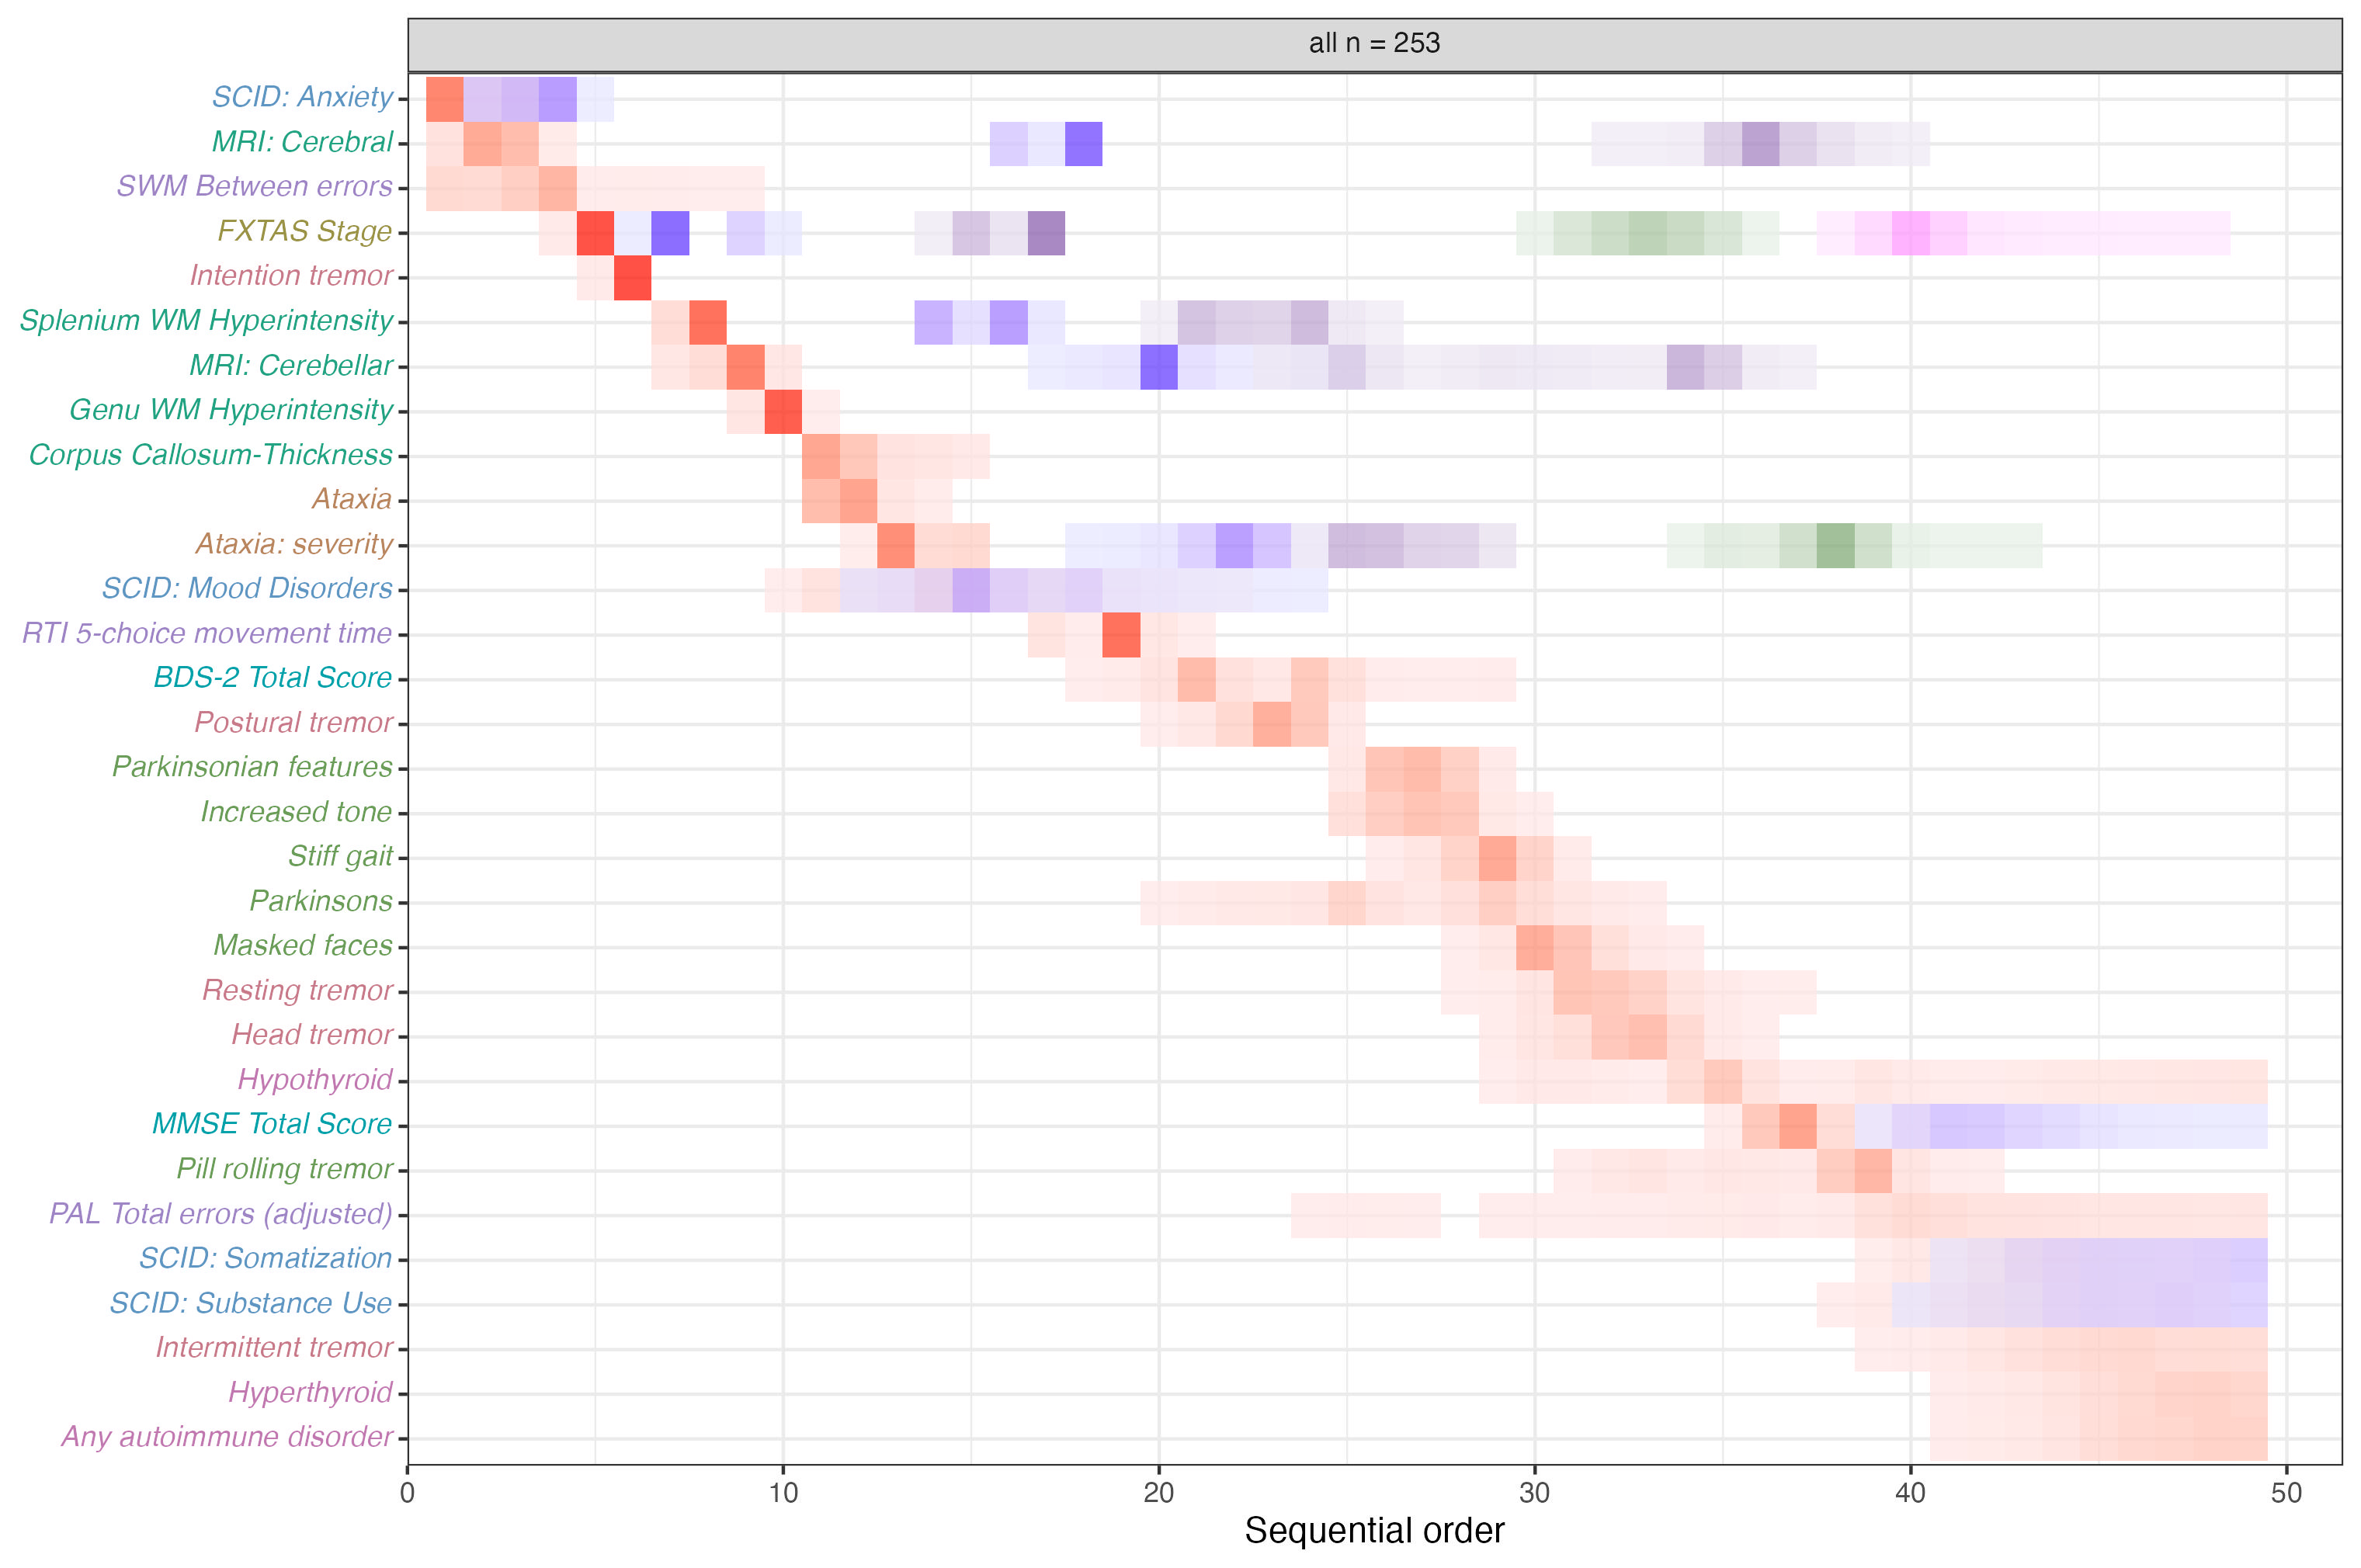 all n = 253
SCID: Anxiety
MRI: Cerebral
SWM Between errors
FXTAS Stage
Intention tremor
Splenium WM Hyperintensity
MRI: Cerebellar
Genu WM Hyperintensity
Corpus Callosum-Thickness
Ataxia
Ataxia: severity
SCID: Mood Disorders
RTI 5-choice movement time
BDS-2 Total Score
Postural tremor
Parkinsonian features
Increased tone
Stiff gait
Parkinsons
Masked faces
Resting tremor
Head tremor
Hypothyroid
MMSE Total Score
Pill rolling tremor
PAL Total errors (adjusted)
SCID: Somatization
SCID: Substance Use
Intermittent tremor
Hyperthyroid
Any autoimmune disorder
0 10 20 30 40 50
Sequential order